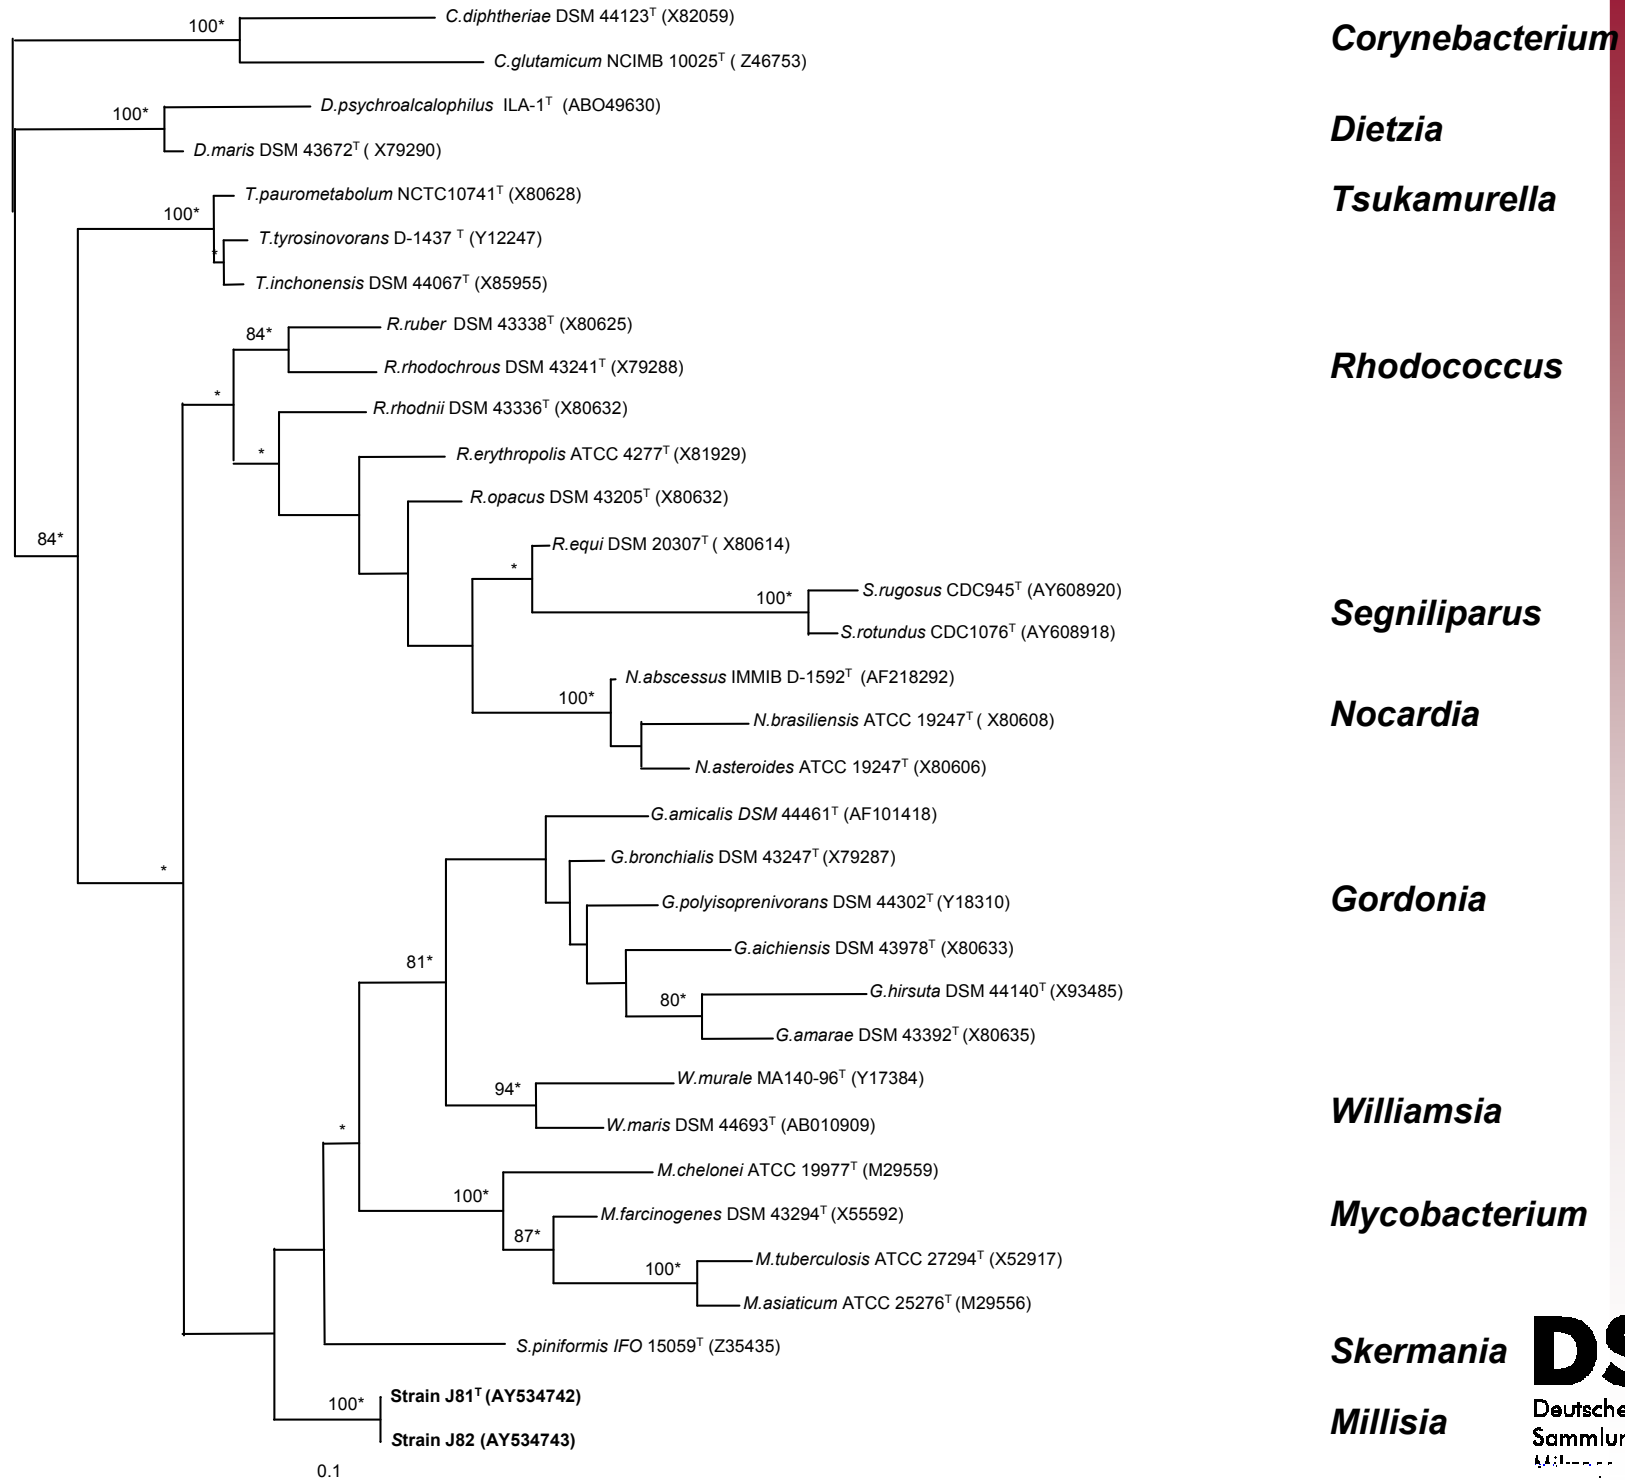 C.diphtheriae DSM 44123T (X82059)
100*
Corynebacterium
C.glutamicum NCIMB 10025T ( Z46753)
D.psychroalcalophilus ILA-1T (ABO49630)
100*
Dietzia
D.maris DSM 43672T ( X79290)
T.paurometabolum NCTC10741T (X80628)
Tsukamurella
100*
T.tyrosinovorans D-1437 T (Y12247)
*
T.inchonensis DSM 44067T (X85955)
R.ruber DSM 43338T (X80625)
84*
R.rhodochrous DSM 43241T (X79288)
Rhodococcus
*
R.rhodnii DSM 43336T (X80632)
*
R.erythropolis ATCC 4277T (X81929)
R.opacus DSM 43205T (X80632)
84*
R.equi DSM 20307T ( X80614)
*
S.rugosus CDC945T (AY608920)
100*
Segniliparus
S.rotundus CDC1076T (AY608918)
N.abscessus IMMIB D-1592T (AF218292)
100*
Nocardia
N.brasiliensis ATCC 19247T ( X80608)
N.asteroides ATCC 19247T (X80606)
G.amicalis DSM 44461T (AF101418)
G.bronchialis DSM 43247T (X79287)
*
Gordonia
G.polyisoprenivorans DSM 44302T (Y18310)
G.aichiensis DSM 43978T (X80633)
81*
G.hirsuta DSM 44140T (X93485)
80*
G.amarae DSM 43392T (X80635)
W.murale MA140-96T (Y17384)
94*
Williamsia
W.maris DSM 44693T (AB010909)
*
M.chelonei ATCC 19977T (M29559)
100*
Mycobacterium
M.farcinogenes DSM 43294T (X55592)
87*
M.tuberculosis ATCC 27294T (X52917)
100*
M.asiaticum ATCC 25276T (M29556)
S.piniformis IFO 15059T (Z35435)
Skermania
DS
Strain J81T (AY534742)
100*
Millisia
Deutsche
Strain J82 (AY534743)
Sammlur
0.1